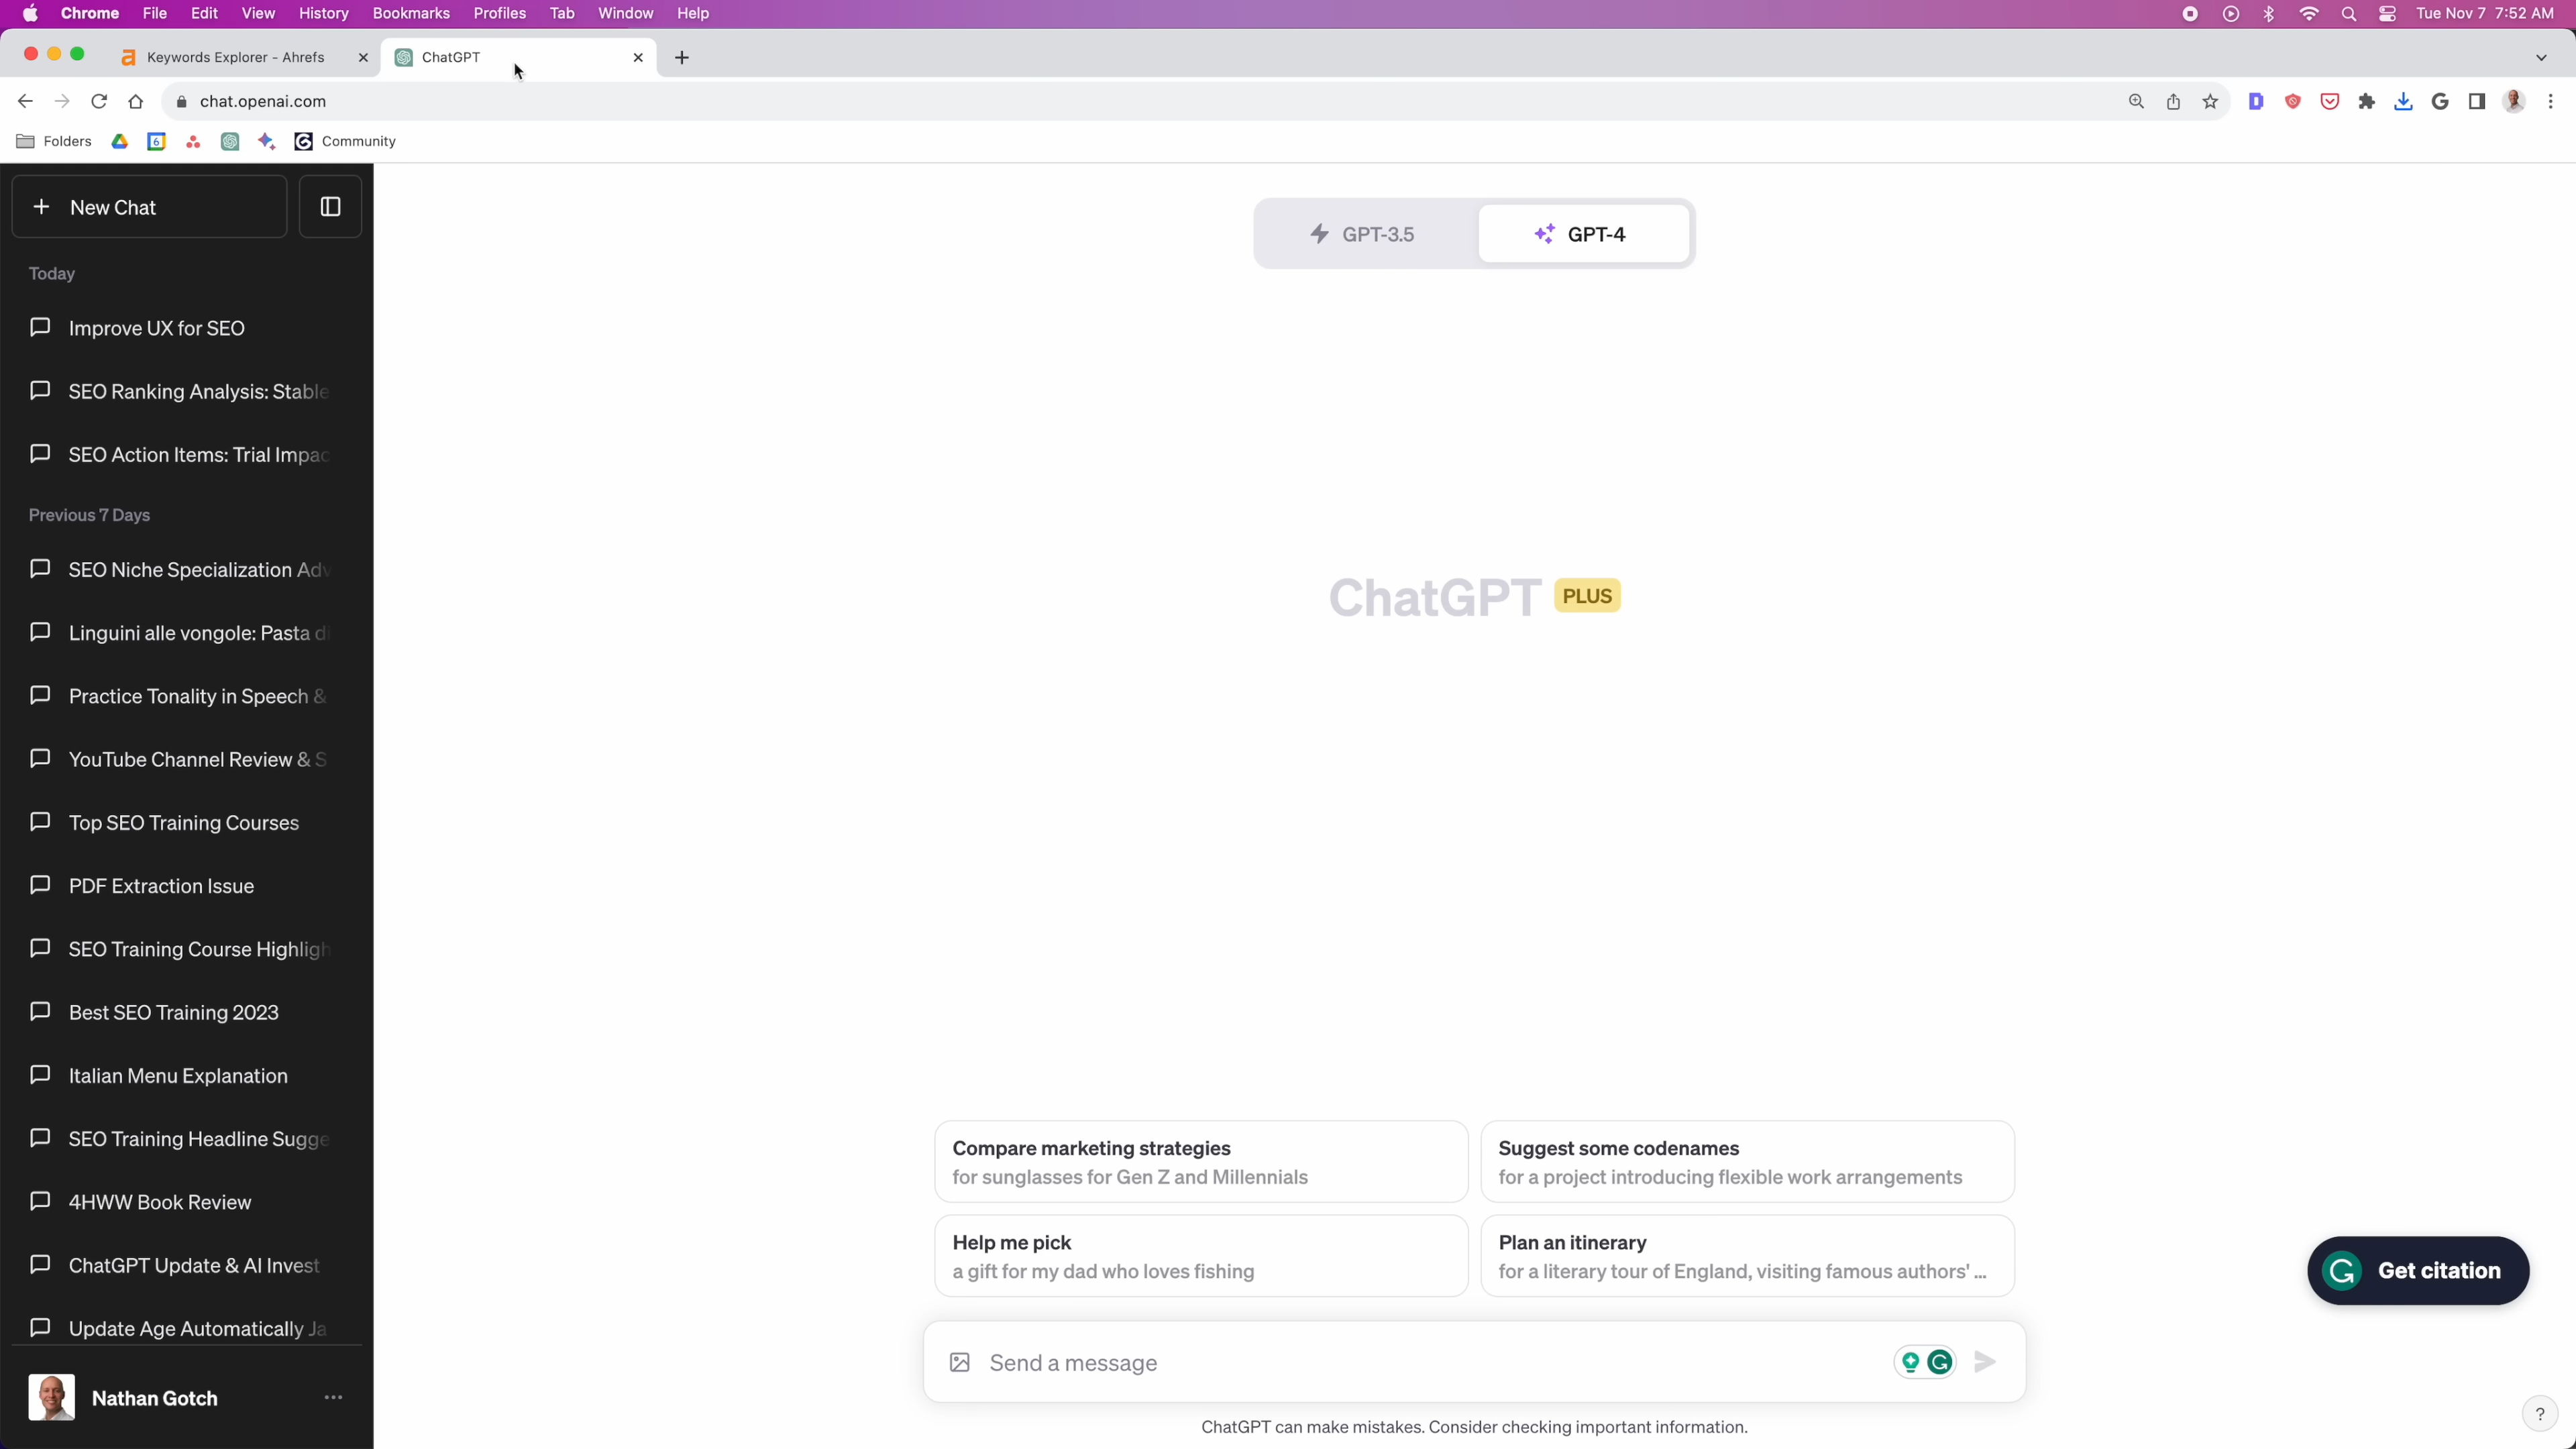 Chrome File Edit View History Bookmarks Profiles Tab Window Help Tue Nov 7 7:52 AM
Keywords Explorer - Ahrefs ChatGPT
chat.openai.com
Folders 6 Community
New Chat
GPT-3.5 GPT-4
Today
Improve UX for SEO
SEO Ranking Analysis: Stable
SEO Action Items: Trial Impac
Previous 7 Days
SEO Niche Specialization Adv
Linguini alle vongole: Pasta di
Practice Tonality in Speech &
YouTube Channel Review & S
Top SEO Training Courses
PDF Extraction Issue
SEO Training Course Highligh
Best SEO Training 2023
Italian Menu Explanation
SEO Training Headline Sugge
4HWW Book Review
ChatGPT Update & AI Invest
Update Age Automatically Ja
Nathan Gotch
ChatGPT PLUS
Compare marketing strategies
for sunglasses for Gen Z and Millennials
Suggest some codenames
for a project introducing flexible work arrangements
Help me pick
a gift for my dad who loves fishing
Plan an itinerary
for a literary tour of England, visiting famous authors' ...
Get citation
Send a message
ChatGPT can make mistakes. Consider checking important information.
?